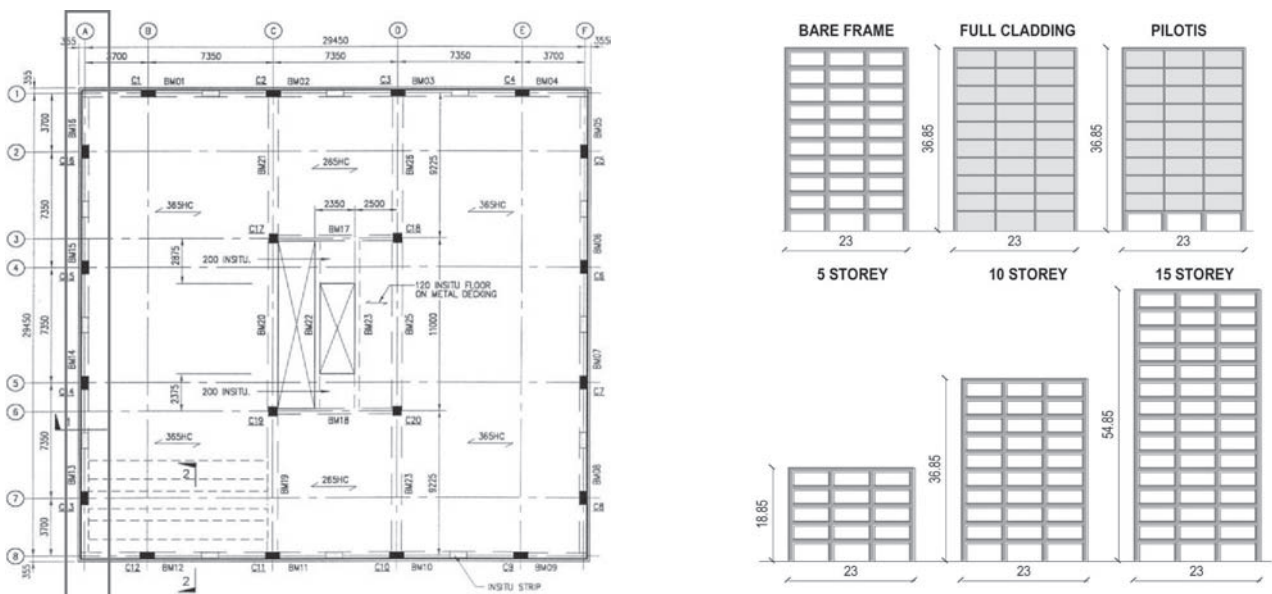 A B C D E F
355 29450 355
3700 7350 7350 7350 3700
355
C1 BM01 C2 BM02 C3 BM03 C4 BM04
1
3700 BM16 BM21 BM26 9225 BM05
2
265HC
7350 2350 2500
365HC 365HC
C17 BM17 C18
3
2875 200 INSITU. BM15 BM06
4
C6
120 INSITU FLOOR
ON METAL DECKING
29450 7350 BM14 BM20 BM22 BM23 BM25 11000 BM07
5
2375 200 INSITU. C7
6
C19 BM18 C20
1
365HC 365HC
7350 BM13 2 265HC BM19 BM23 9225 BM08
7
3700 C8
8
355
C12 BM12 C11 BM11 C10 BM10 C9 BM09
2
INSITU STRIP
BARE FRAME FULL CLADDING PILOTIS
36.85 36.85
23 23 23
5 STOREY 10 STOREY 15 STOREY
18.85 36.85 54.85
23 23 23